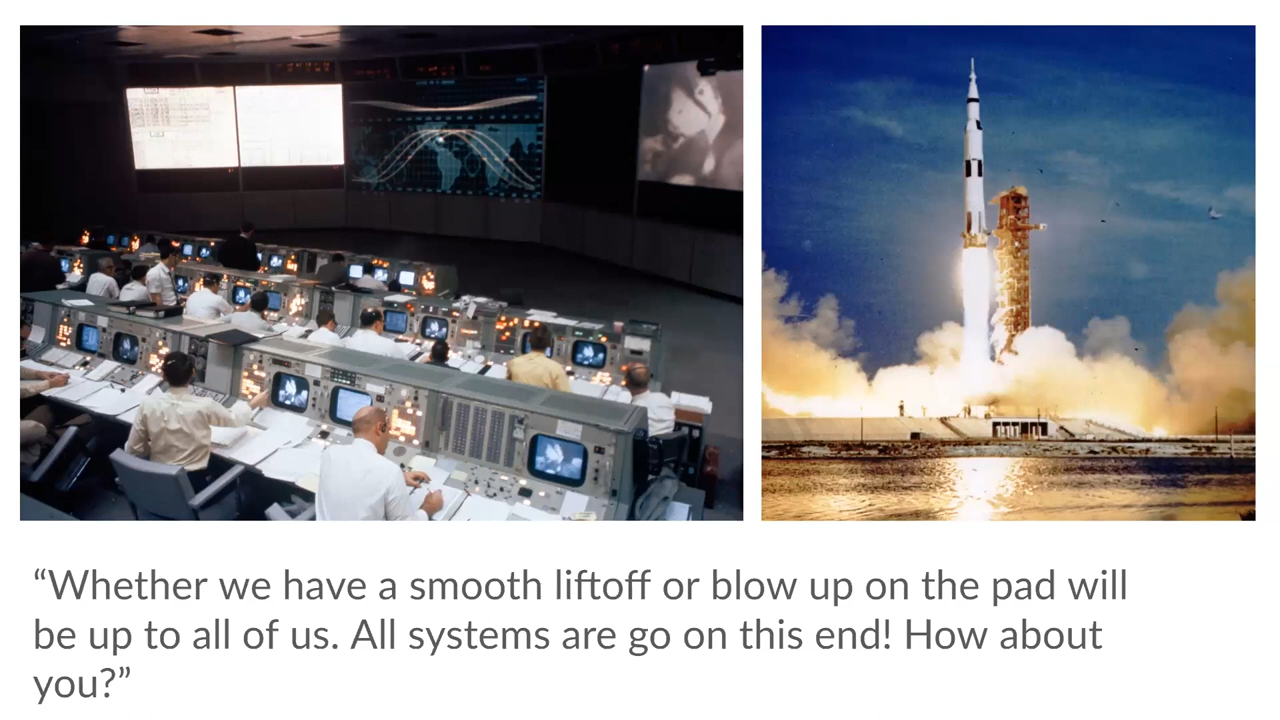 “Whether we have a smooth liftoff or blow up on the pad will
be up to all of us. All systems are go on this end! How about
you?”